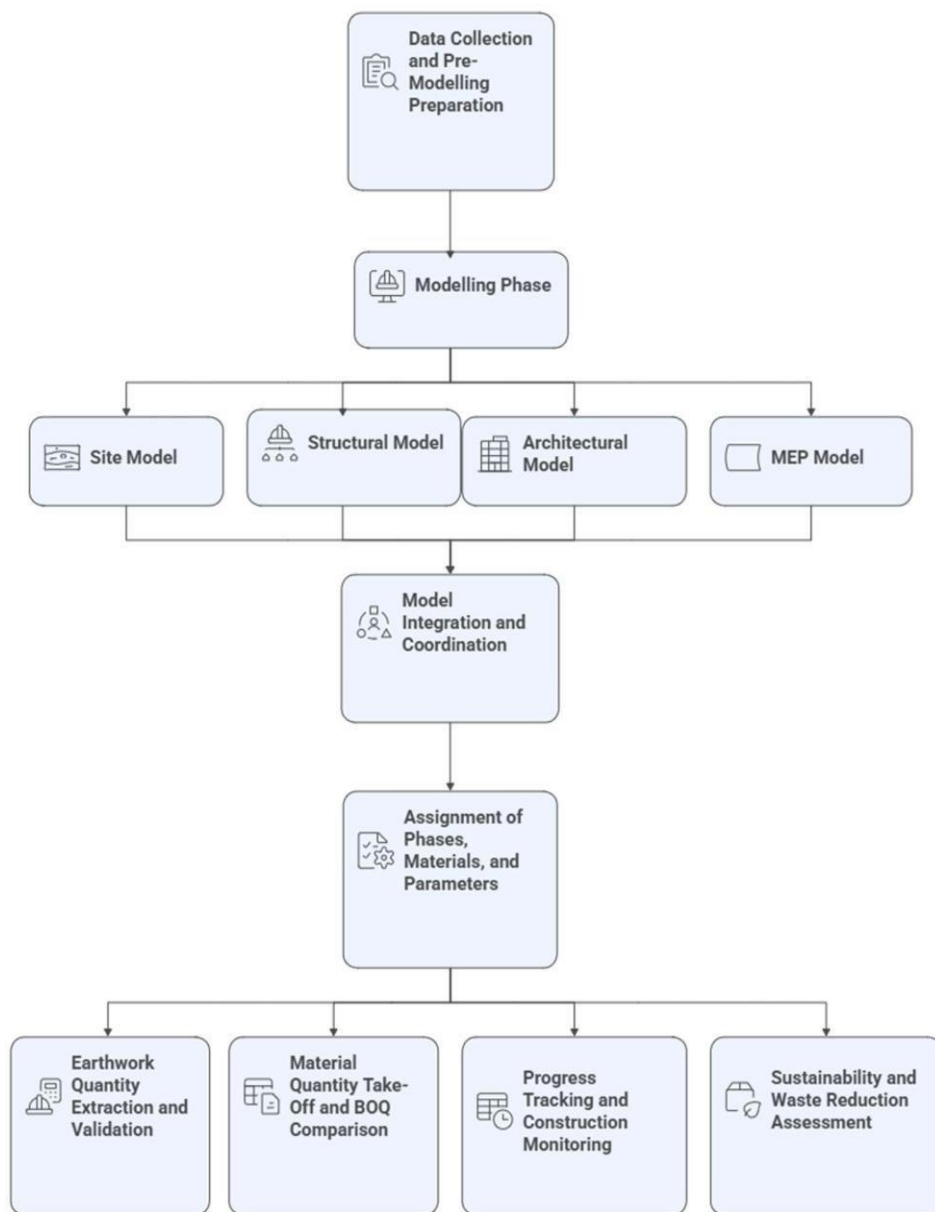 Data Collection
and Pre-
Modelling
Preparation
Modelling Phase
Site Model
Structural Model
Architectural
Model
MEP Model
Model
Integration and
Coordination
Assignment of
Phases,
Materials, and
Parameters
Earthwork
Quantity
Extraction and
Validation
Material
Quantity Take-
Off and BOQ
Comparison
Progress
Tracking and
Construction
Monitoring
Sustainability and
Waste Reduction
Assessment